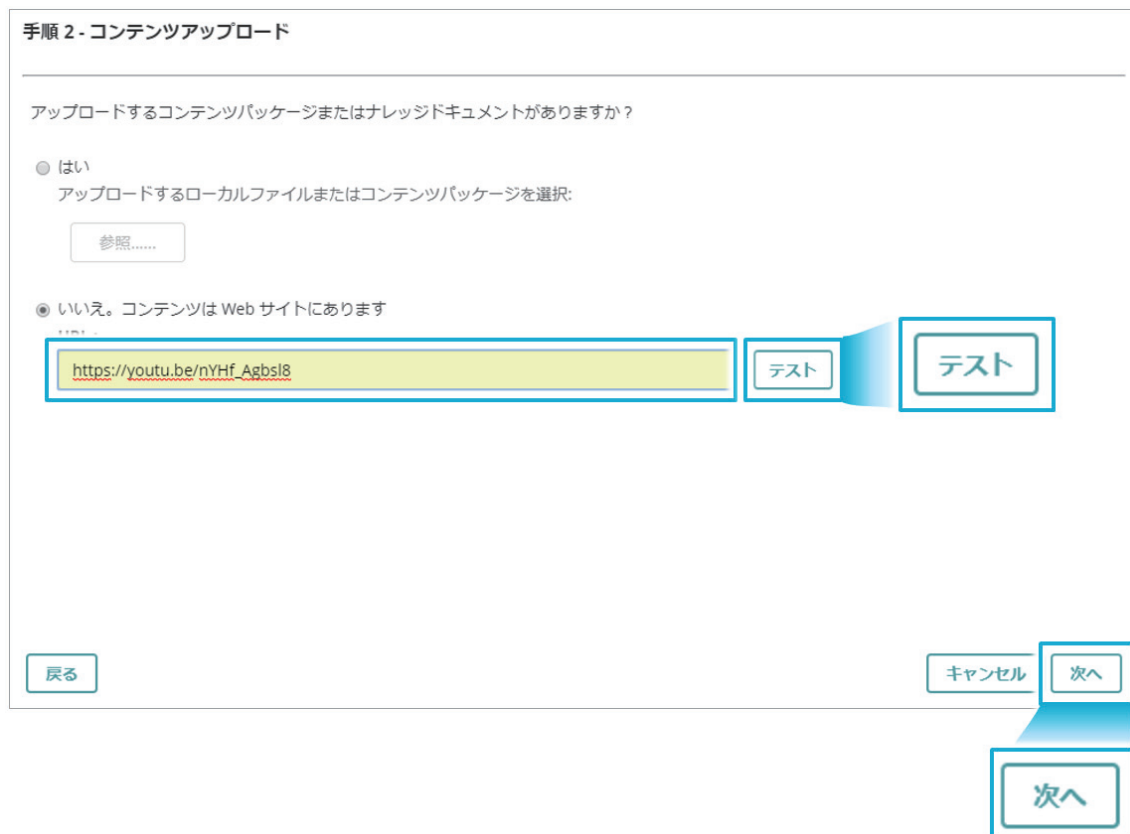 手順 2 - コンテンツアップロード
アップロードするコンテンツパッケージまたはナレッジドキュメントがありますか？
はい
アップロードするローカルファイルまたはコンテンツパッケージを選択:
参照......
いいえ。コンテンツは Web サイトにあります
https://youtu.be/nYHf_Agbsl8
テスト
テスト
戻る
キャンセル
次へ
次へ